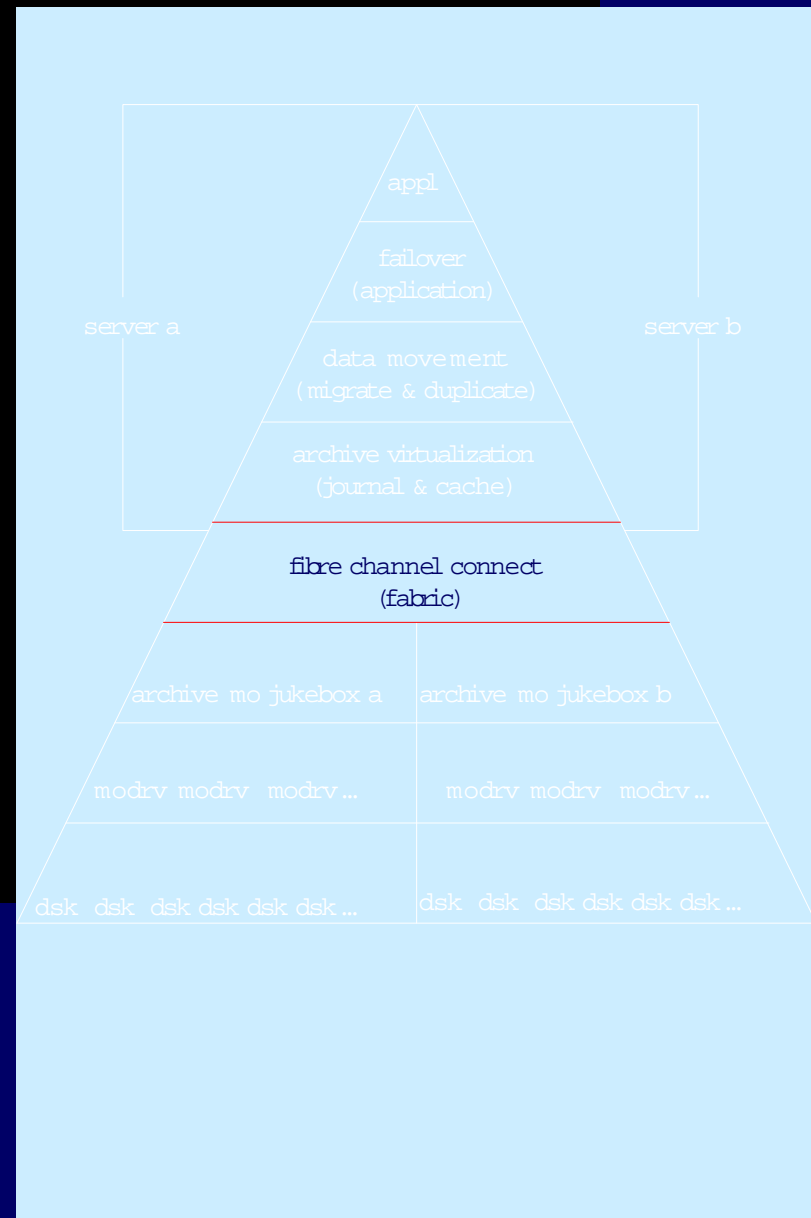 appl
failover
(application)
server a
server b
data movement
(migrate & duplicate)
archive virtualization
(journal & cache)
fibre channel connect
(fabric)
archive mo jukebox a
archive mo jukebox b
modrv modrv modrv...
modrv modrv modrv...
dsk dsk dsk dsk dsk dsk...
dsk dsk dsk dsk dsk dsk...